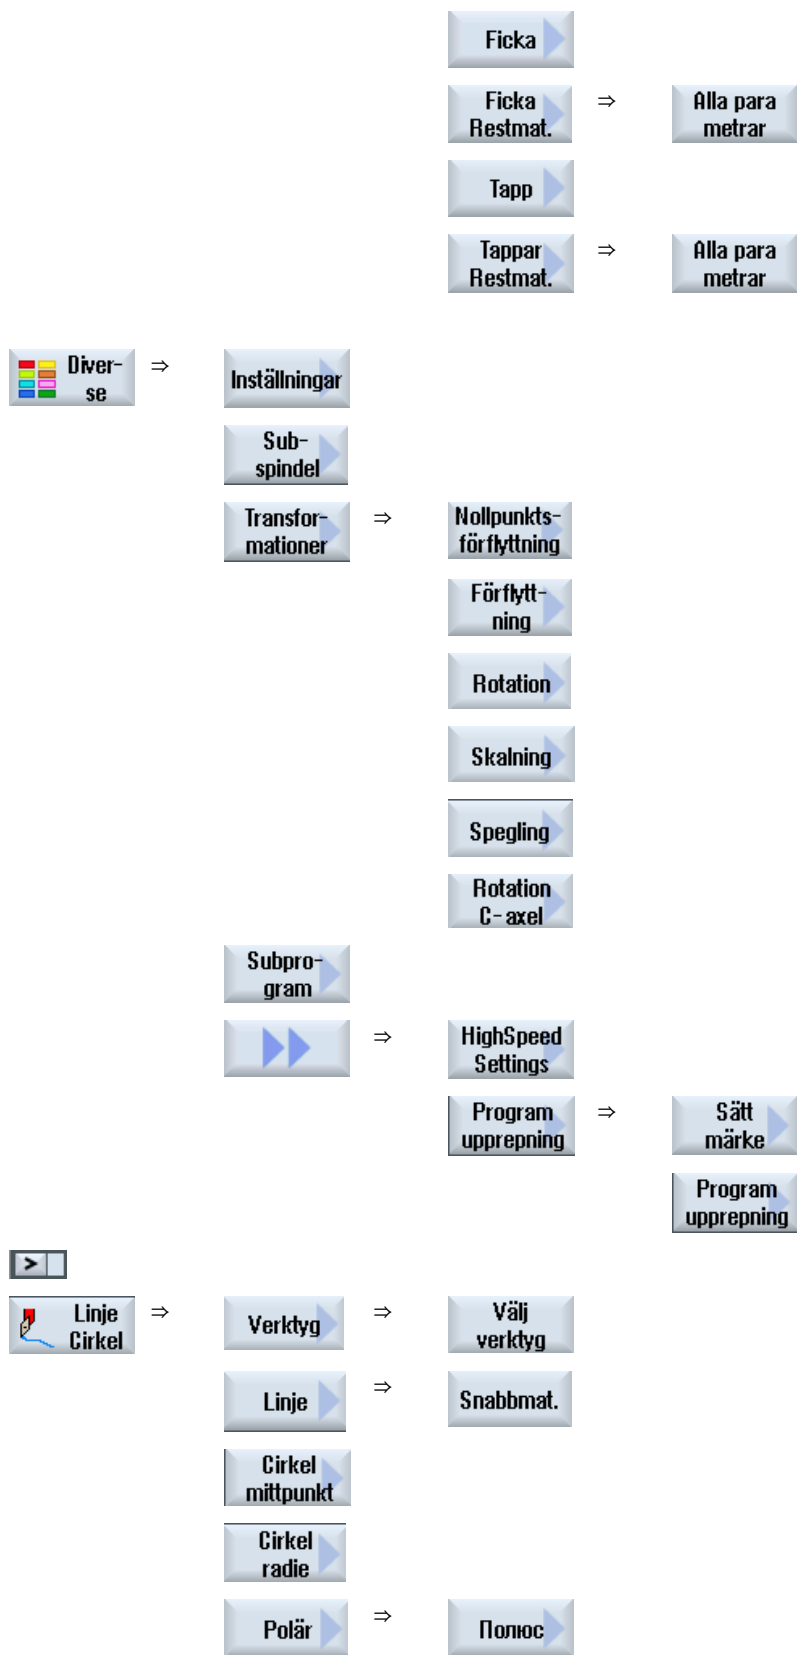 Ficka
Ficka
Restmat.
⇒
Alla para
metrar
Tapp
Tappar
Restmat.
⇒
Alla para
metrar
Diver-
se
⇒
Inställningar
Sub-
spindel
Transfor-
mationer
⇒
Nollpunkts-
förflyttning
Förflytt-
ning
Rotation
Skalning
Spegling
Rotation
C-axel
Subpro-
gram
⇒
HighSpeed
Settings
Program
upprepning
⇒
Sätt
märke
Program
upprepning
>
Linje
Cirkel
⇒
Verktyg
⇒
Välj
verktyg
Linje
⇒
Snabbmat.
Cirkel
mittpunkt
Cirkel
radie
Polär
⇒
Полюс